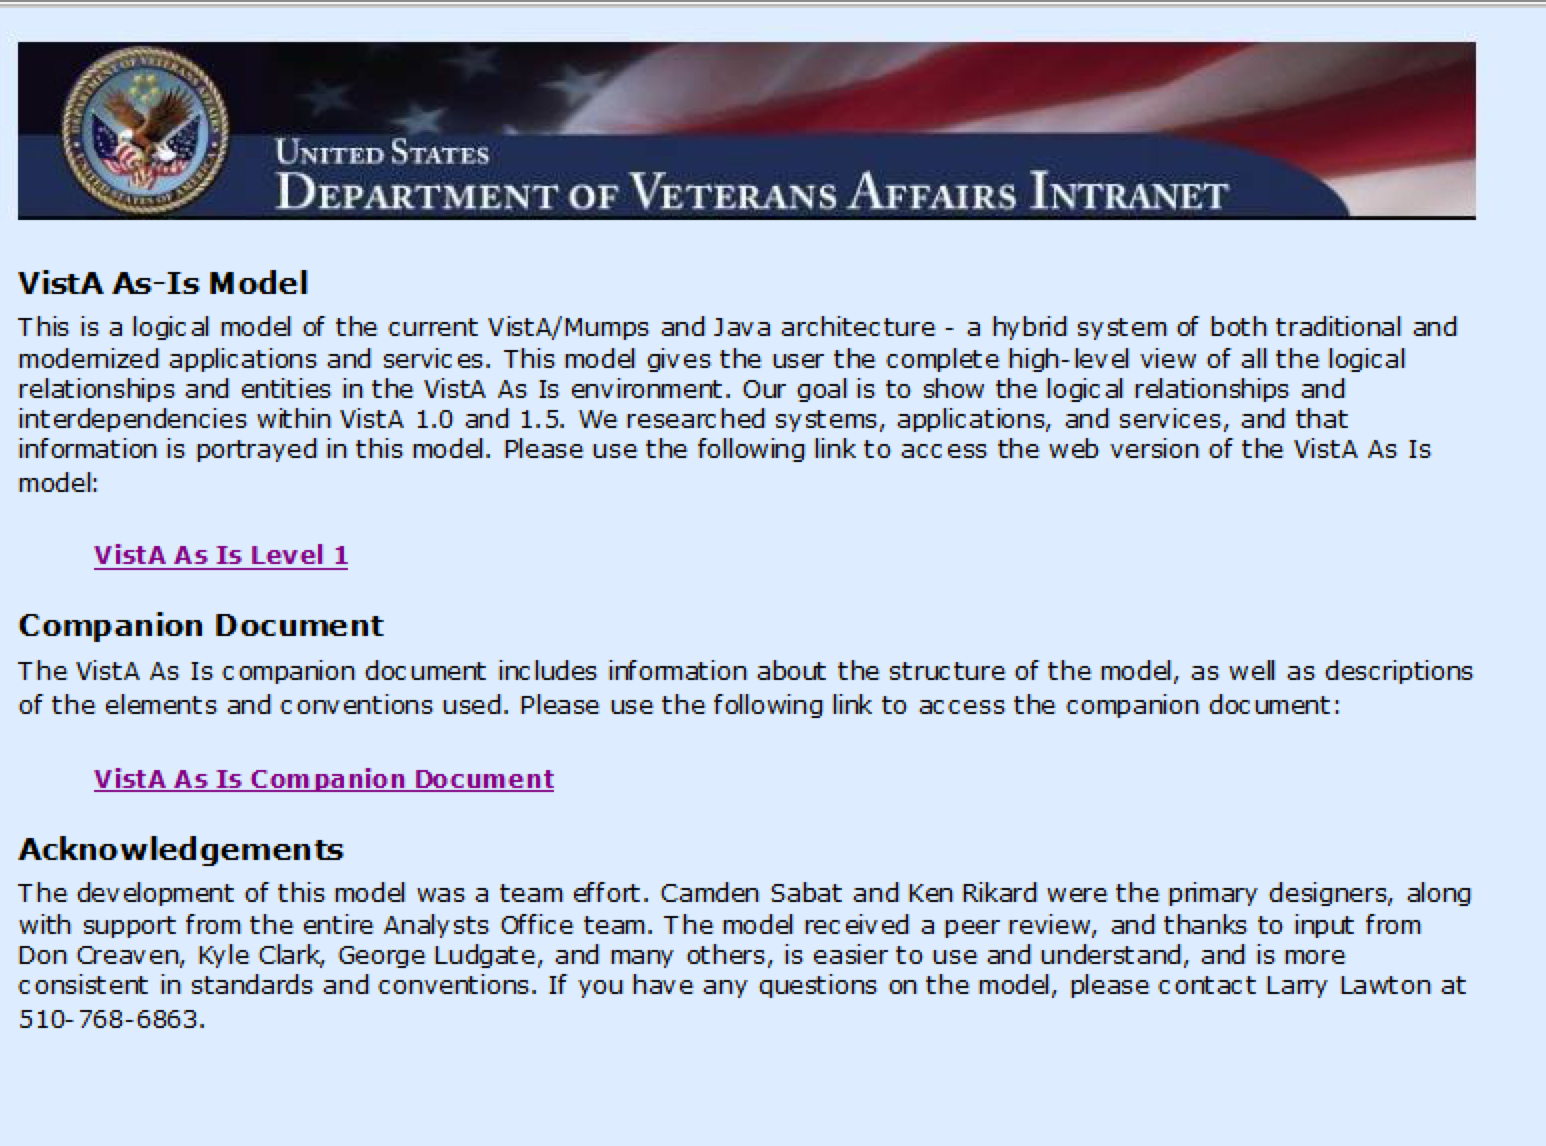 DEPARTMENT OF VETERANS AFFAIRS
UNITED STATES OF AMERICA
UNITED STATES
DEPARTMENT OF VETERANS AFFAIRS INTRANET
VistA As-Is Model
This is a logical model of the current VistA/Mumps and Java architecture - a hybrid system of both traditional and
modernized applications and services. This model gives the user the complete high-level view of all the logical
relationships and entities in the VistA As Is environment. Our goal is to show the logical relationships and
interdependencies within VistA 1.0 and 1.5. We researched systems, applications, and services, and that
information is portrayed in this model. Please use the following link to access the web version of the VistA As Is
model:
VistA As Is Level 1
Companion Document
The VistA As Is companion document includes information about the structure of the model, as well as descriptions
of the elements and conventions used. Please use the following link to access the companion document:
VistA As Is Companion Document
Acknowledgements
The development of this model was a team effort. Camden Sabat and Ken Rikard were the primary designers, along
with support from the entire Analysts Office team. The model received a peer review, and thanks to input from
Don Creaven, Kyle Clark, George Ludgate, and many others, is easier to use and understand, and is more
consistent in standards and conventions. If you have any questions on the model, please contact Larry Lawton at
510-768-6863.